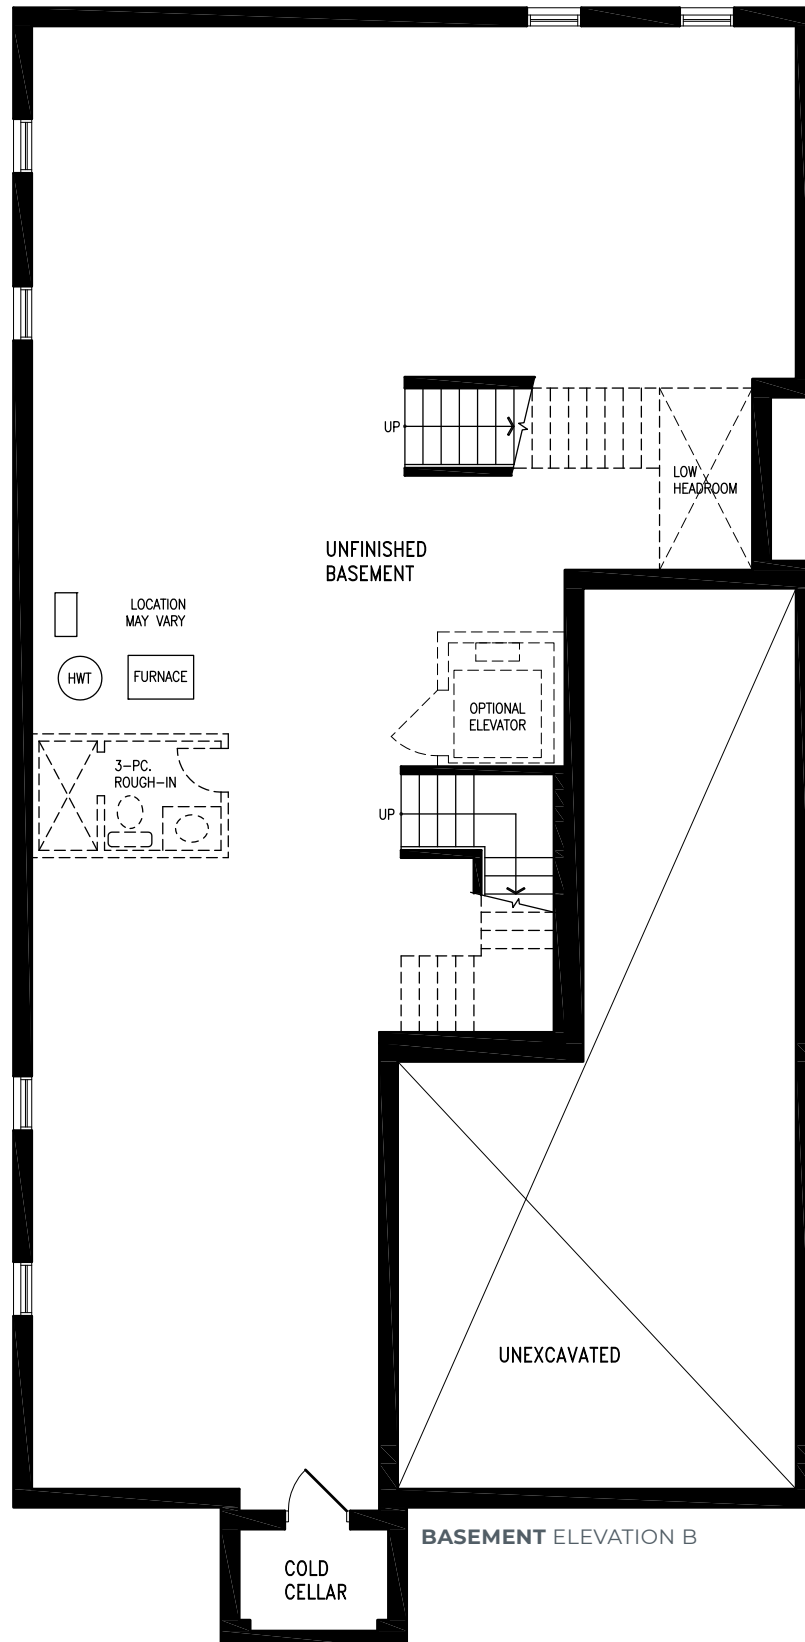 UP
LOW
HEADROOM
UNFINISHED
BASEMENT
LOCATION
MAY VARY
HWT
FURNACE
OPTIONAL
ELEVATOR
3-PC.
ROUGH-IN
UP
UNEXCAVATED
BASEMENT ELEVATION B
COLD
CELLAR